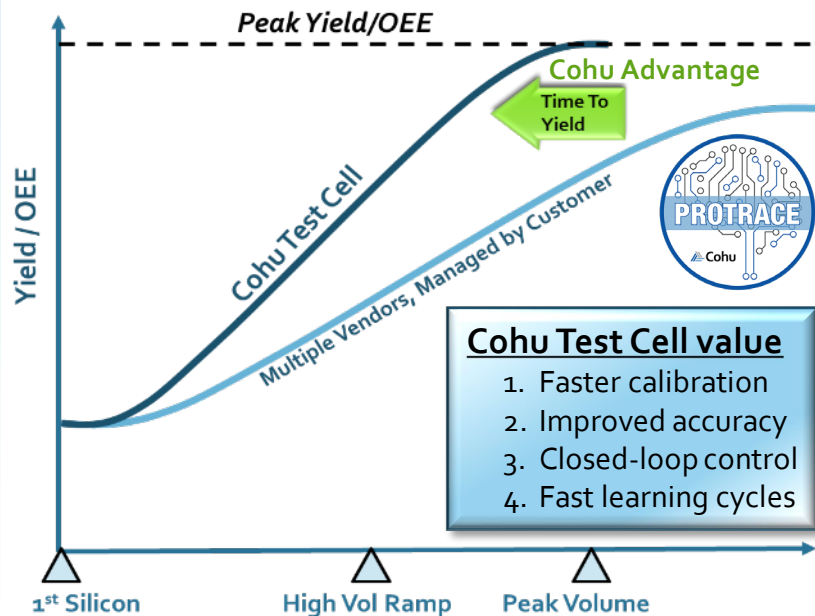 Peak Yield/OEE
Cohu Advantage
Time To
Yield
Yield / OEE
Cohu Test Cell
Multiple Vendors, Managed by Customer
PROTRACE
Cohu
Cohu Test Cell value
1. Faster calibration
2. Improved accuracy
3. Closed-loop control
4. Fast learning cycles
1st Silicon
High Vol Ramp
Peak Volume